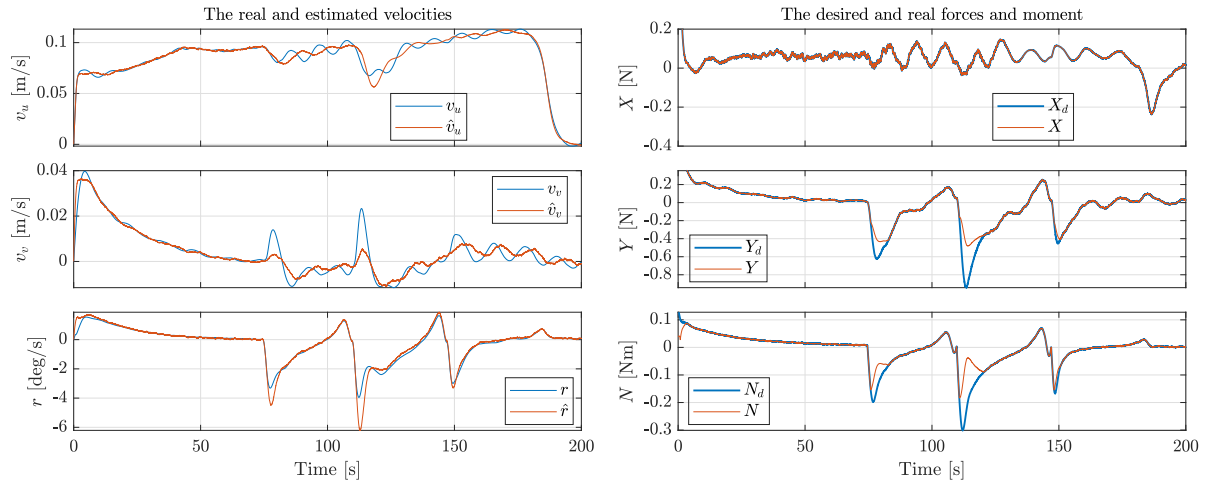 The real and estimated velocities
0.1
0
v_u [m/s]
v_u
v̂_u
0.04
0.02
0
v_v [m/s]
v_v
v̂_v
0
-2
-4
-6
r [deg/s]
r
r̂
0 50 100 150 200
Time [s]
The desired and real forces and moment
0.2
0
-0.2
-0.4
X [N]
X_d
X
0.2
0
-0.2
-0.4
-0.6
-0.8
Y [N]
Y_d
Y
0.1
0
-0.1
-0.2
-0.3
N [Nm]
N_d
N
0 50 100 150 200
Time [s]